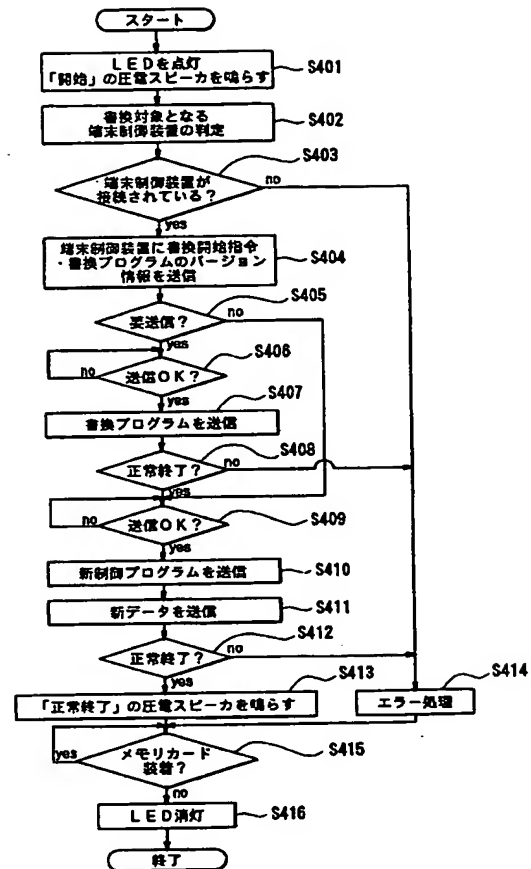 スタート
LEDを点灯
「開始」の圧電スピーカを鳴らす
S401
書換対象となる
端末制御装置の判定
S402
S403
端末制御装置が
接続されている？
no
yes
端末制御装置に書換開始指令
・書換プログラムのバージョン
情報を送信
S404
S405
要送信？
no
yes
S406
送信OK？
no
yes
S407
書換プログラムを送信
S408
正常終了？
no
yes
送信OK？
no
S409
yes
新制御プログラムを送信
S410
新データを送信
S411
S412
正常終了？
no
yes
S413
「正常終了」の圧電スピーカを鳴らす
S414
エラー処理
メモリカード
装着？
yes
S415
no
LED消灯
S416
終了